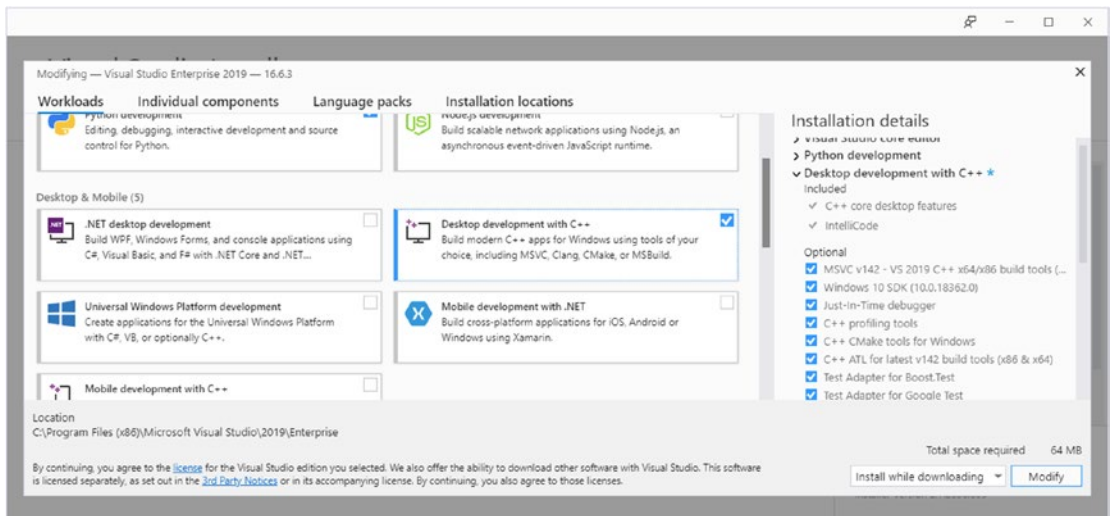 Modifying — Visual Studio Enterprise 2019 — 16.6.3
Workloads
Individual components
Language packs
Installation locations
Python development
Editing, debugging, interactive development and source
control for Python.
Node.js development
Build scalable network applications using Node.js, an
asynchronous event-driven JavaScript runtime.
Desktop & Mobile (5)
.NET desktop development
Build WPF, Windows Forms, and console applications using
C#, Visual Basic, and F# with .NET Core and .NET...
Desktop development with C++
Build modern C++ apps for Windows using tools of your
choice, including MSVC, Clang, CMake, or MSBuild.
Universal Windows Platform development
Create applications for the Universal Windows Platform
with C#, VB, or optionally C++.
Mobile development with .NET
Build cross-platform applications for iOS, Android or
Windows using Xamarin.
Mobile development with C++
Installation details
Visual Studio core editor
Python development
Desktop development with C++ *
Included
C++ core desktop features
IntelliCode
Optional
MSVC v142 - VS 2019 C++ x64/x86 build tools (...
Windows 10 SDK (10.0.18362.0)
Just-In-Time debugger
C++ profiling tools
C++ CMake tools for Windows
C++ ATL for latest v142 build tools (x86 & x64)
Test Adapter for Boost.Test
Test Adapter for Google Test
Location
C:\Program Files (x86)\Microsoft Visual Studio\2019\Enterprise
Total space required 64 MB
By continuing, you agree to the license for the Visual Studio edition you selected. We also offer the ability to download other software with Visual Studio. This software
is licensed separately, as set out in the 3rd Party Notices or in its accompanying license. By continuing, you also agree to those licenses.
Install while downloading
Modify